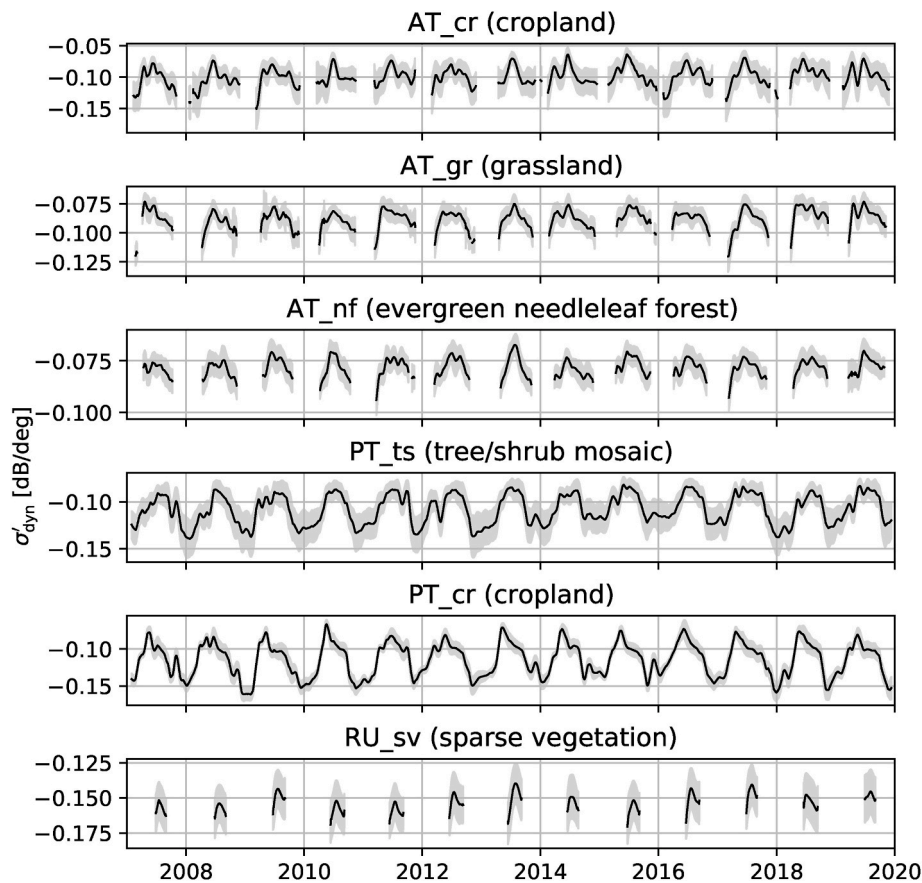 AT_cr (cropland)
−0.05
−0.10
−0.15
AT_gr (grassland)
−0.075
−0.100
−0.125
AT_nf (evergreen needleleaf forest)
−0.075
−0.100
σ′dyn [dB/deg]
PT_ts (tree/shrub mosaic)
−0.10
−0.15
PT_cr (cropland)
−0.10
−0.15
RU_sv (sparse vegetation)
−0.125
−0.150
−0.175
2008 2010 2012 2014 2016 2018 2020